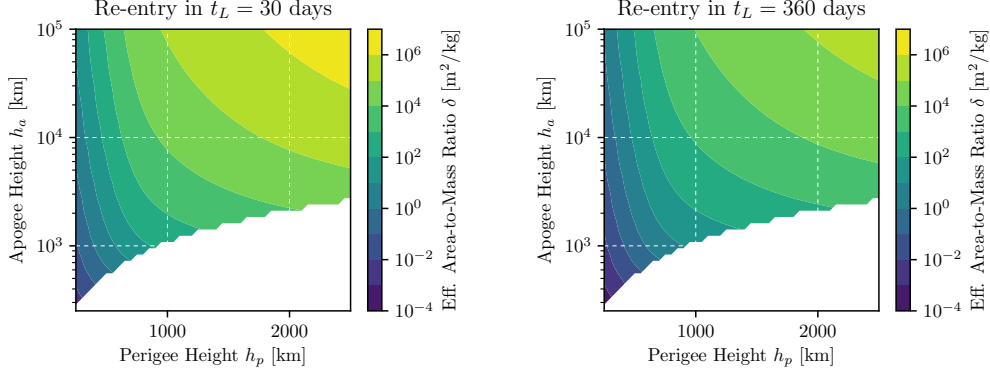 Re-entry in t_L = 30 days
10^5
10^4
10^3
Apogee Height h_a [km]
1000
2000
Perigee Height h_p [km]
10^6
10^4
10^2
10^0
10^−2
10^−4
Eff. Area-to-Mass Ratio δ [m^2/kg]
Re-entry in t_L = 360 days
10^5
10^4
10^3
Apogee Height h_a [km]
1000
2000
Perigee Height h_p [km]
10^6
10^4
10^2
10^0
10^−2
10^−4
Eff. Area-to-Mass Ratio δ [m^2/kg]